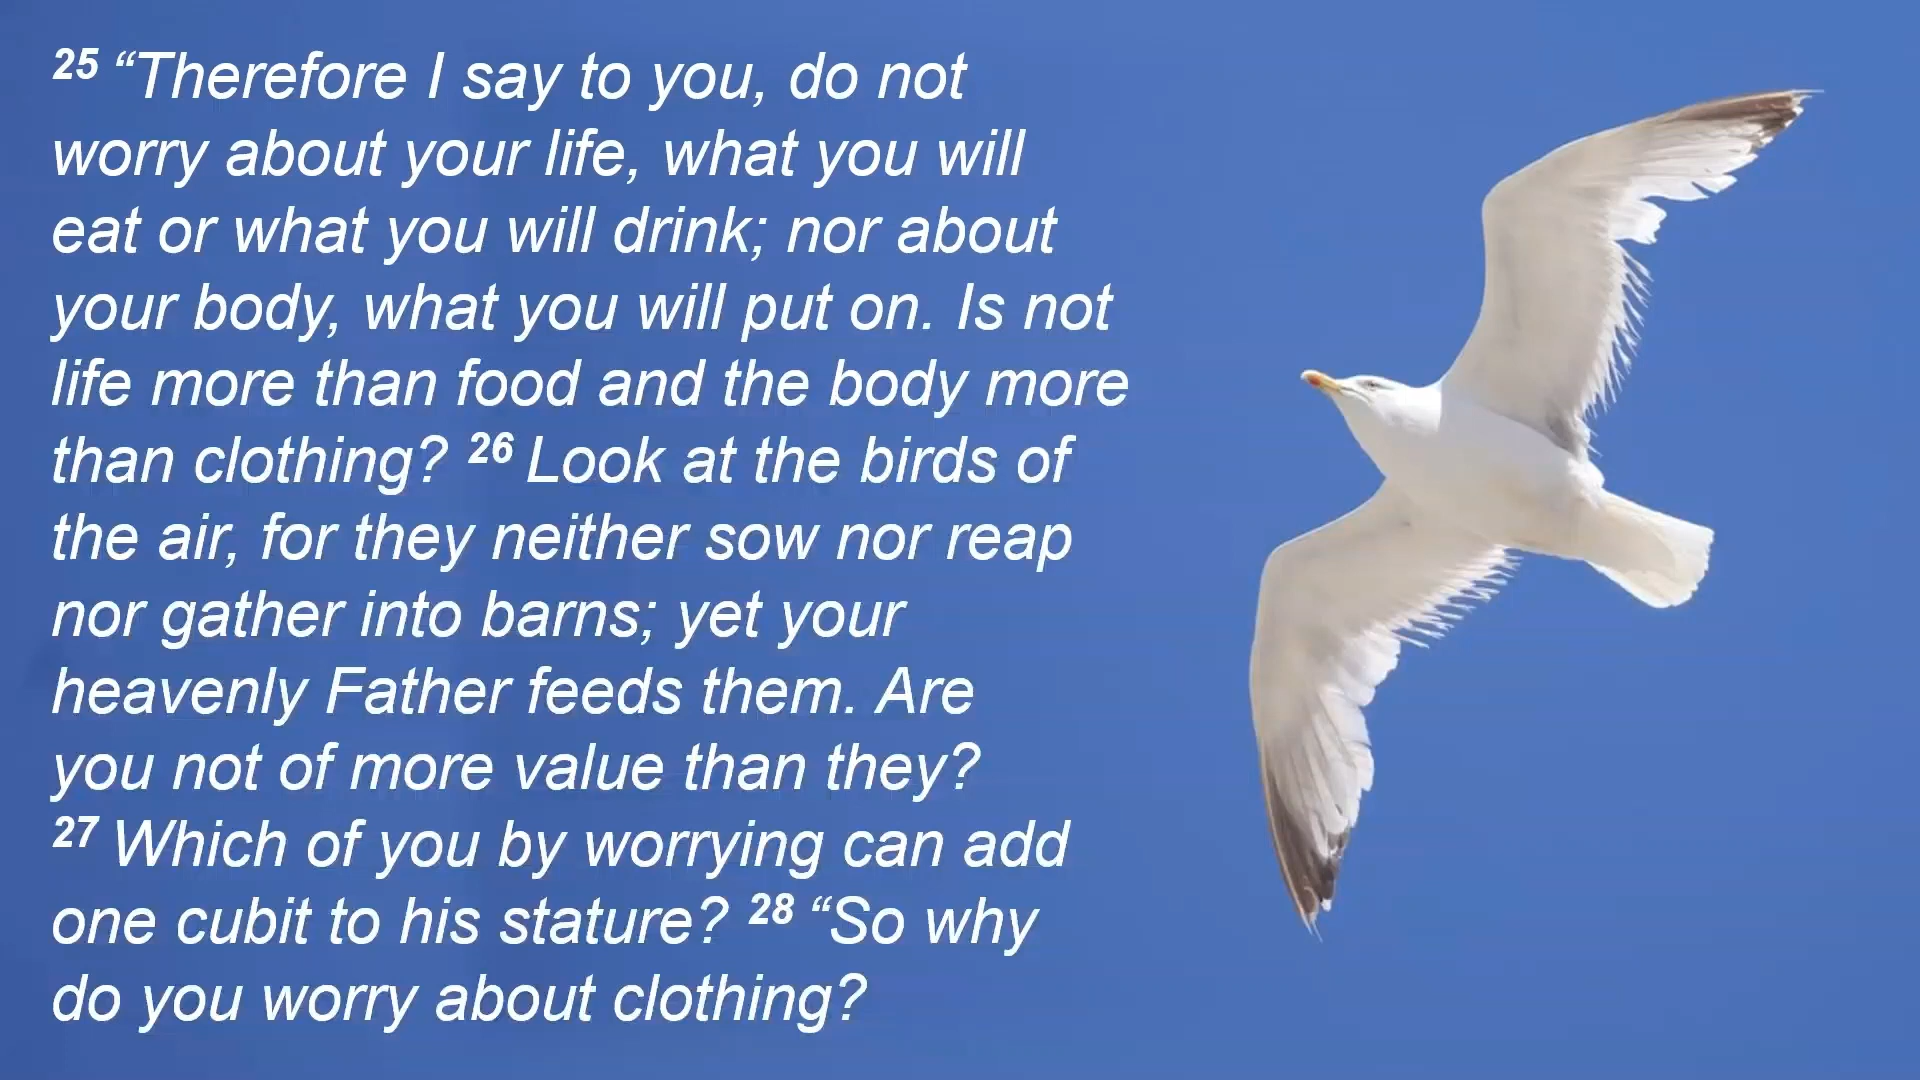 25 “Therefore I say to you, do not
worry about your life, what you will
eat or what you will drink; nor about
your body, what you will put on. Is not
life more than food and the body more
than clothing? 26 Look at the birds of
the air, for they neither sow nor reap
nor gather into barns; yet your
heavenly Father feeds them. Are
you not of more value than they?
27 Which of you by worrying can add
one cubit to his stature? 28 “So why
do you worry about clothing?